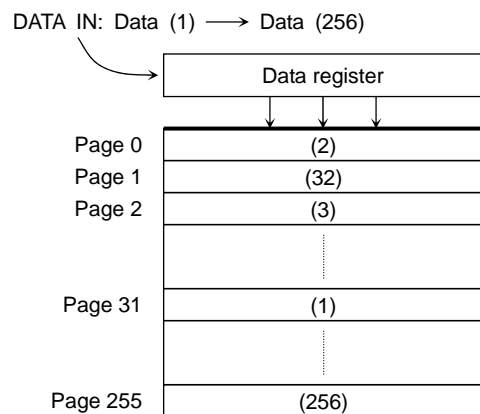 DATA IN: Data (1) → Data (256)
Data register
Page 0 (2)
Page 1 (32)
Page 2 (3)
Page 31 (1)
Page 255 (256)